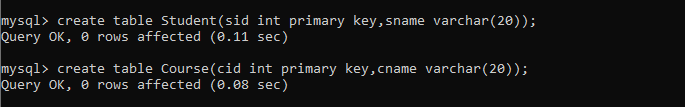 mysql> create table Student(sid int primary key,sname varchar(20));
Query OK, 0 rows affected (0.11 sec)
mysql> create table Course(cid int primary key,cname varchar(20));
Query OK, 0 rows affected (0.08 sec)